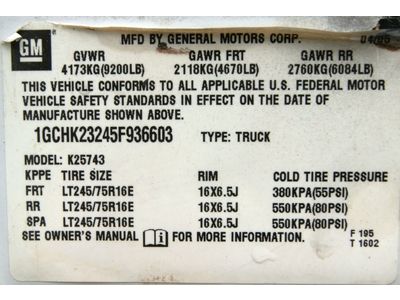 GM
MFD BY GENERAL MOTORS CORP. 04/05
GVWR GAWR FRT GAWR RR
4173KG(9200LB) 2118KG(4670LB) 2760KG(6084LB)
THIS VEHICLE CONFORMS TO ALL APPLICABLE U.S. FEDERAL MOTOR
VEHICLE SAFETY STANDARDS IN EFFECT ON THE DATE OF
MANUFACTURE SHOWN ABOVE.
1GCHK23245F936603 TYPE: TRUCK
MODEL: K25743
KPPE TIRE SIZE RIM COLD TIRE PRESSURE
FRT LT245/75R16E 16X6.5J 380KPA(55PSI)
RR LT245/75R16E 16X6.5J 550KPA(80PSI)
SPA LT245/75R16E 16X6.5J 550KPA(80PSI)
SEE OWNER'S MANUAL i FOR MORE INFORMATION. F 195
T 1602